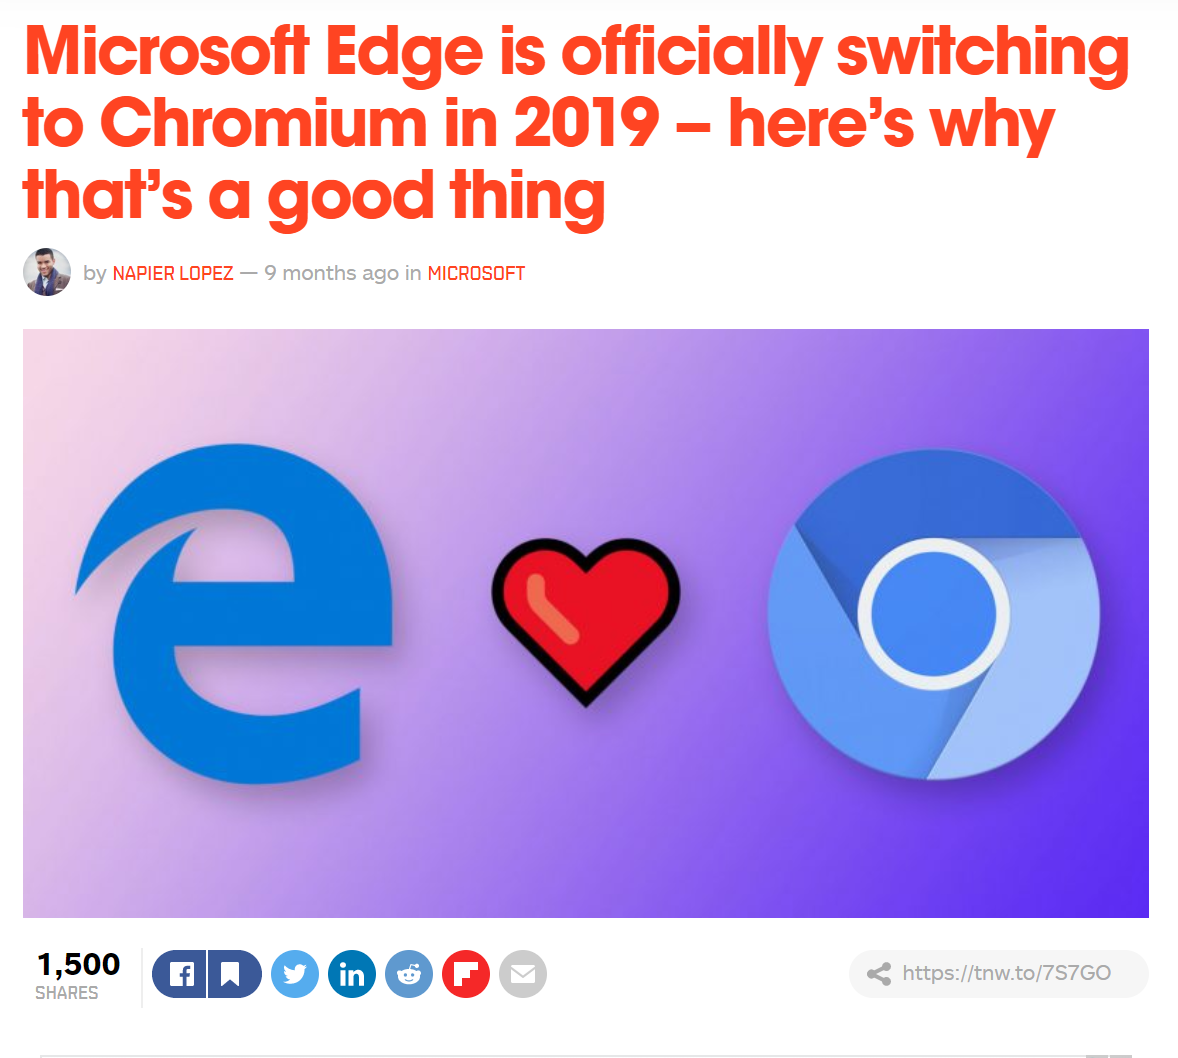 Microsoft Edge is officially switching
to Chromium in 2019 – here’s why
that’s a good thing
by NAPIER LOPEZ — 9 months ago in MICROSOFT
1,500
SHARES
https://tnw.to/7S7GO